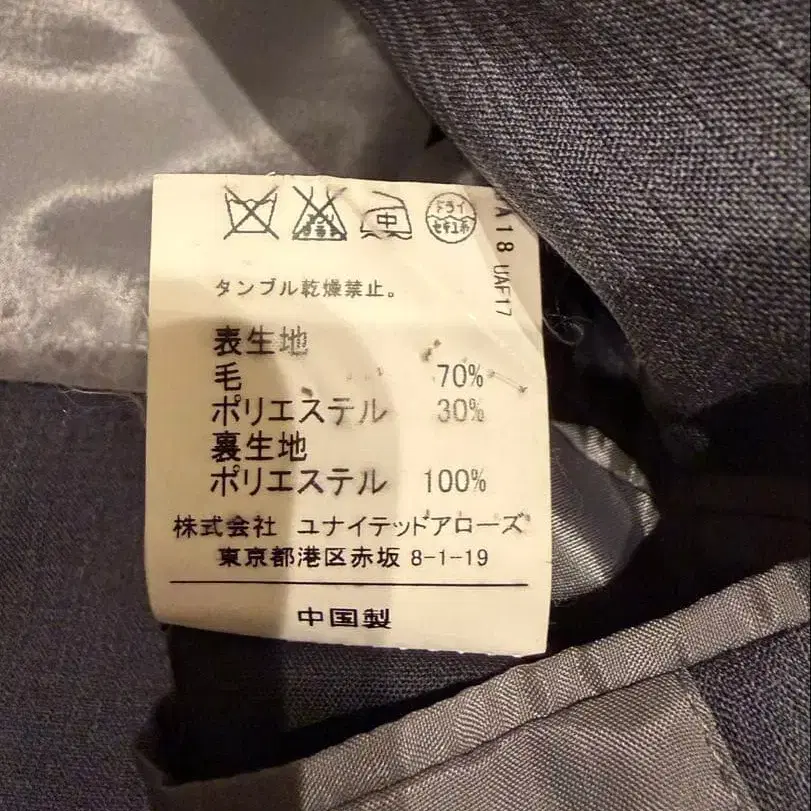 中
ドライ
セキユ系
A18 UAF17
タンブル乾燥禁止。
表生地
毛 70%
ポリエステル 30%
裏生地
ポリエステル 100%
株式会社 ユナイテッドアローズ
東京都港区赤坂 8-1-19
中国製